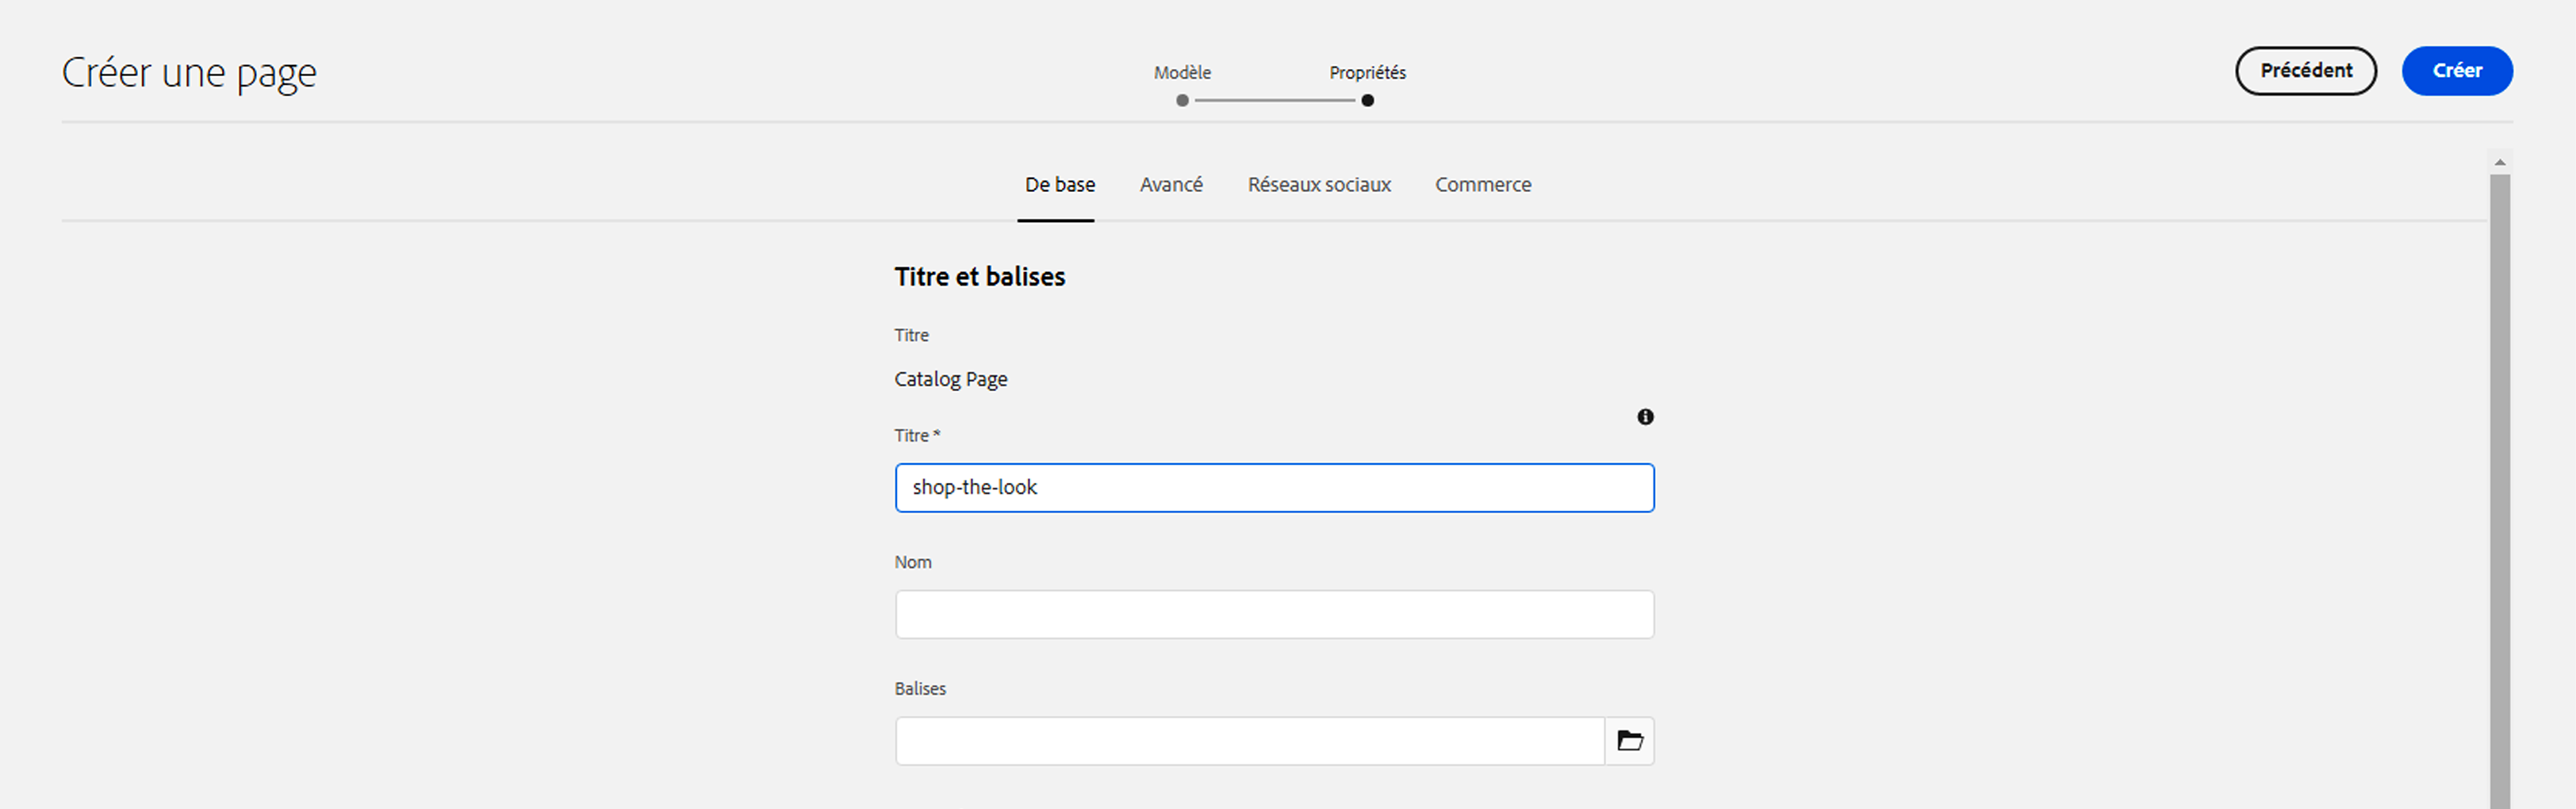 Créer une page
Modèle
Propriétés
Précédent
Créer
De base
Avancé
Réseaux sociaux
Commerce
Titre et balises
Titre
Catalog Page
Titre *
shop-the-look
Nom
Balises